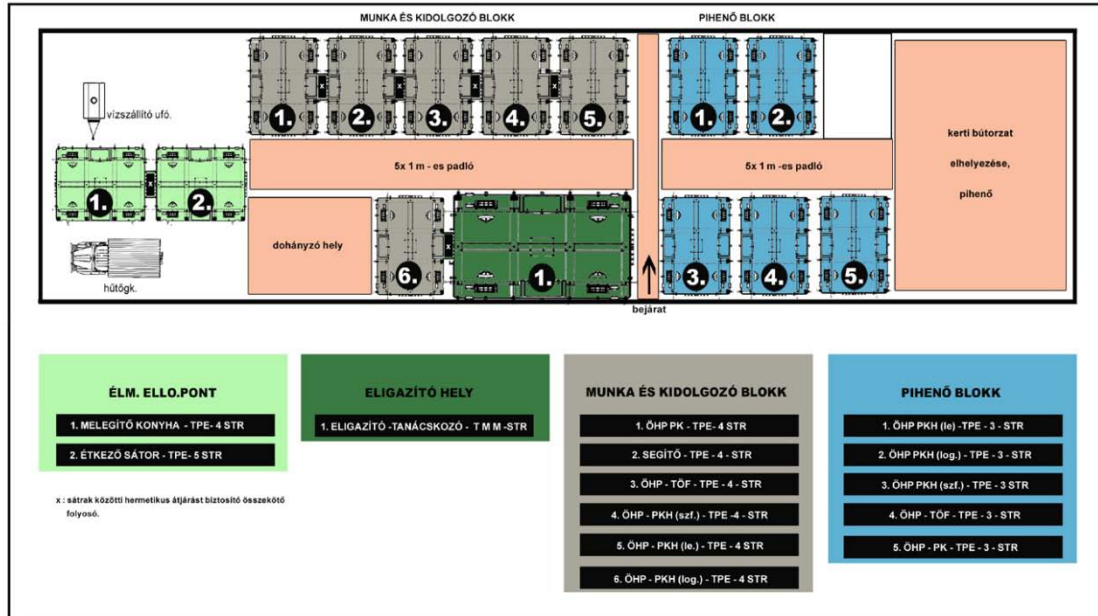 MUNKA ÉS KIDOLGOZÓ BLOKK
PIHENŐ BLOKK
1.
2.
3.
4.
5.
1.
2.
x
x
x
x
vízszállító ufó.
kerti bútorzat
elhelyezése,
pihenő
5x 1 m - es padló
5x 1 m - es padló
1.
x
2.
dohányzó hely
6.
x
1.
3.
4.
5.
hűtőgk.
bejárat
ÉLM. ELLO.PONT
1. MELEGÍTŐ KONYHA - TPE- 4 STR
2. ÉTKEZŐ SÁTOR - TPE- 5 STR
x : sátrak közötti hermetikus átjárást biztosító összekötő
folyosó.
ELIGAZÍTÓ HELY
1. ELIGAZÍTÓ -TANÁCSKOZÓ - T M M -STR
MUNKA ÉS KIDOLGOZÓ BLOKK
1. ÖHP PK - TPE- 4 STR
2. SEGÍTŐ - TPE - 4 - STR
3. ÖHP - TÖF - TPE - 4 - STR
4. ÖHP - PKH (szf.) - TPE -4 - STR
5. ÖHP - PKH (le.) - TPE - 4 STR
6. ÖHP - PKH (log.) - TPE - 4 STR
PIHENŐ BLOKK
1. ÖHP PKH (le) -TPE - 3 - STR
2. ÖHP PKH (log.) - TPE - 3 - STR
3. ÖHP PKH (szf.) - TPE - 3 STR
4. ÖHP - TÖF - TPE - 3 - STR
5. ÖHP - PK - TPE - 3 - STR